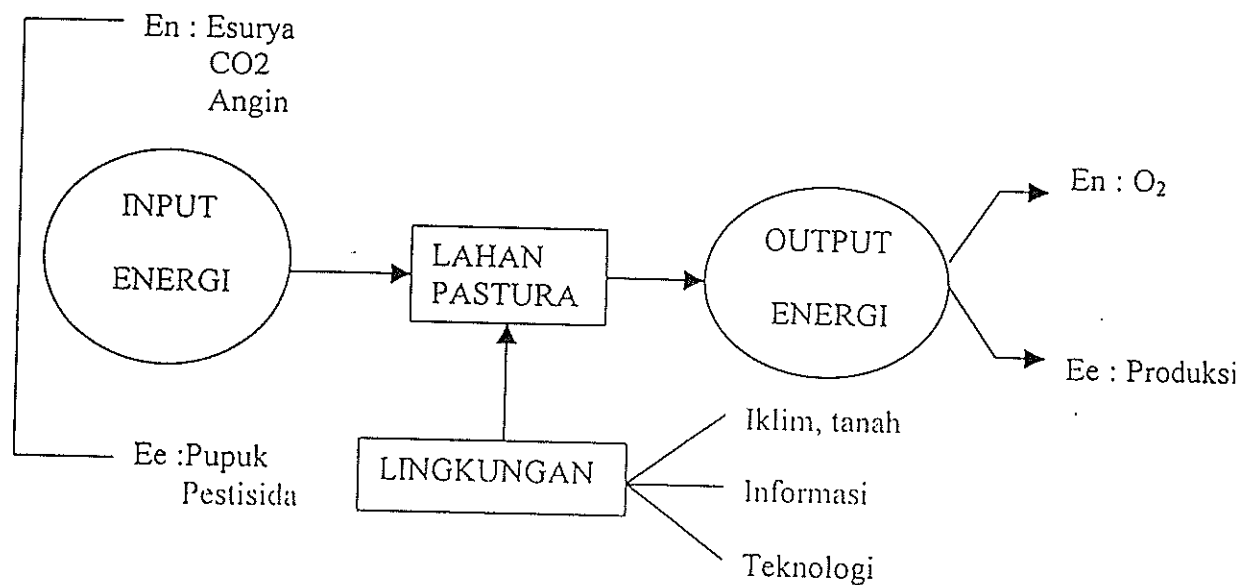 En : Esurya
CO2
Angin
INPUT
ENERGI
LAHAN
PASTURA
OUTPUT
ENERGI
En : O₂
Ee : Produksi
Ee :Pupuk
Pestisida
LINGKUNGAN
Iklim, tanah
Informasi
Teknologi